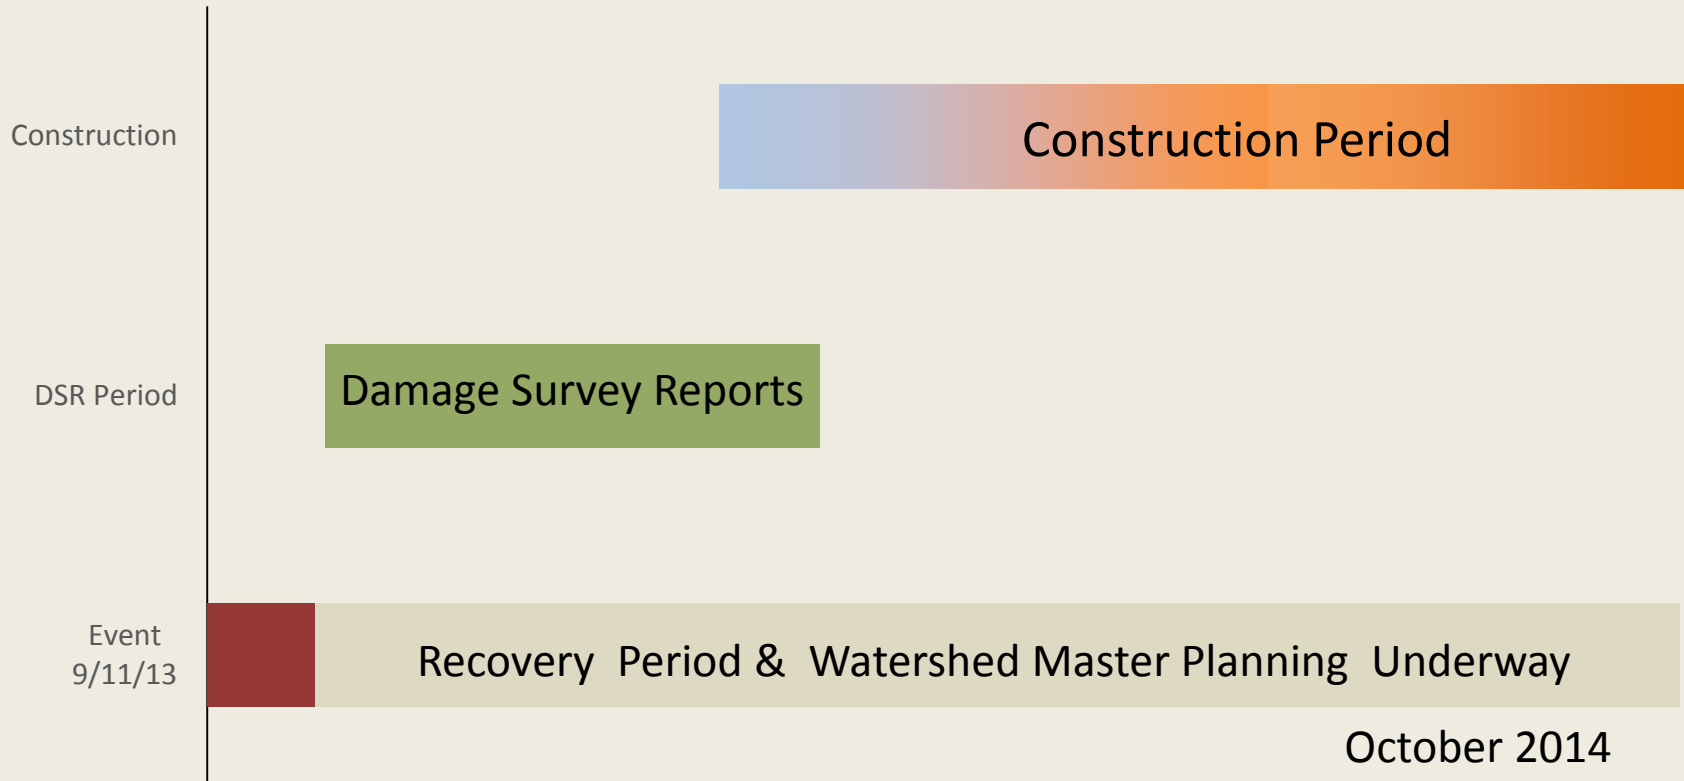 Construction
Construction Period
DSR Period
Damage Survey Reports
Event
9/11/13
Recovery Period & Watershed Master Planning Underway
October 2014